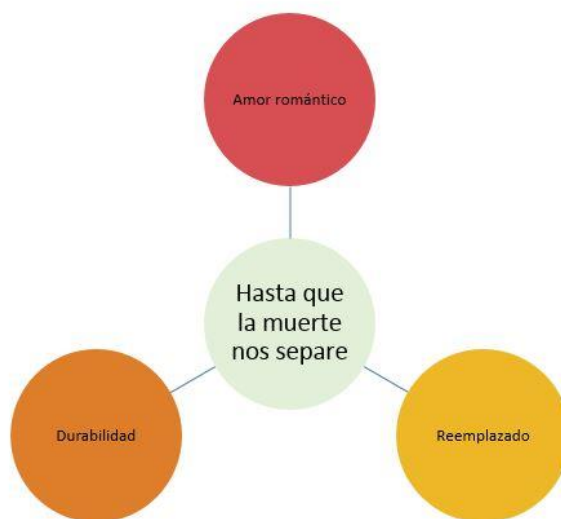 Amor romántico
Hasta que
la muerte
nos separe
Durabilidad
Reemplazado